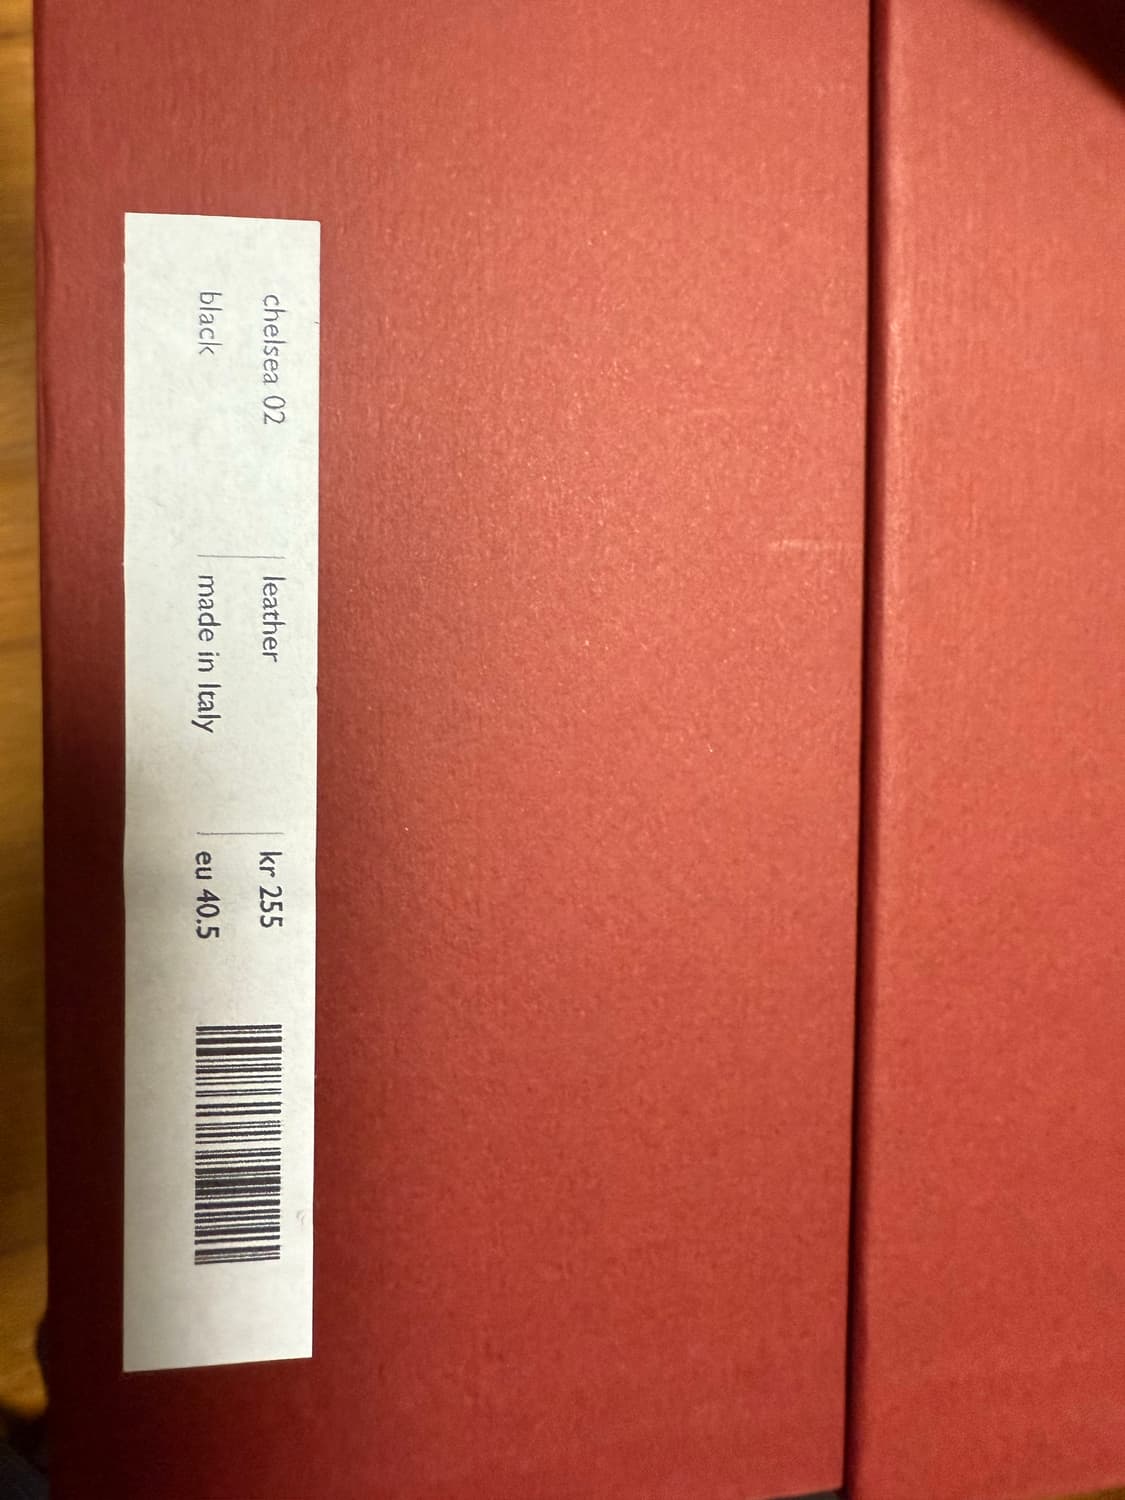 chelsea 02 leather kr 255
black made in Italy eu 40.5